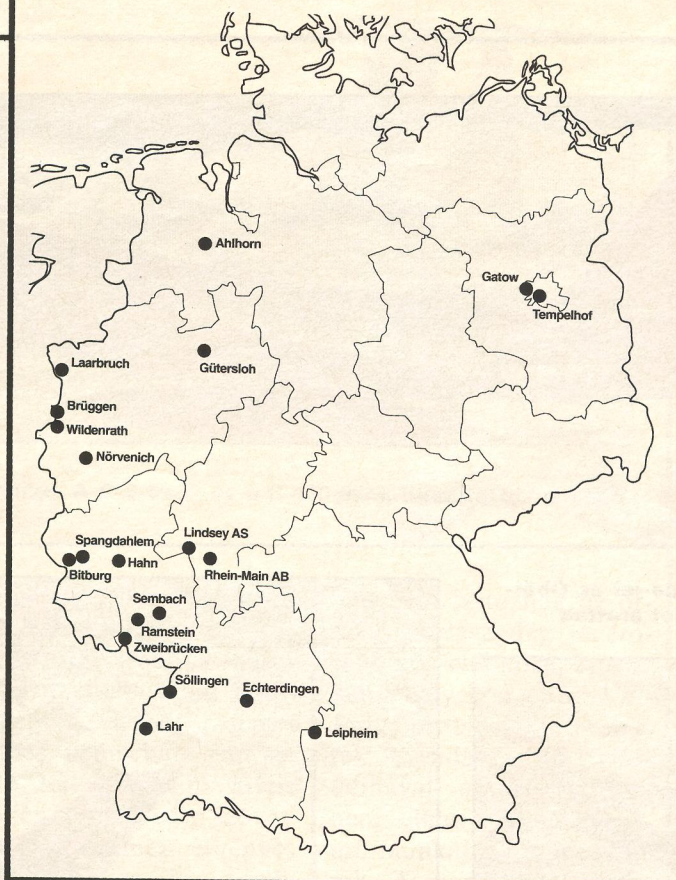 Ahlhorn
Gatow
Tempelhof
Laarbruch
Gütersloh
Brüggen
Wildenrath
Nörvenich
Lindsey AS
Spangdahlem
Hahn
Rhein-Main AB
Bitburg
Sembach
Ramstein
Zweibrücken
Söllingen
Echterdingen
Lahr
Leipheim